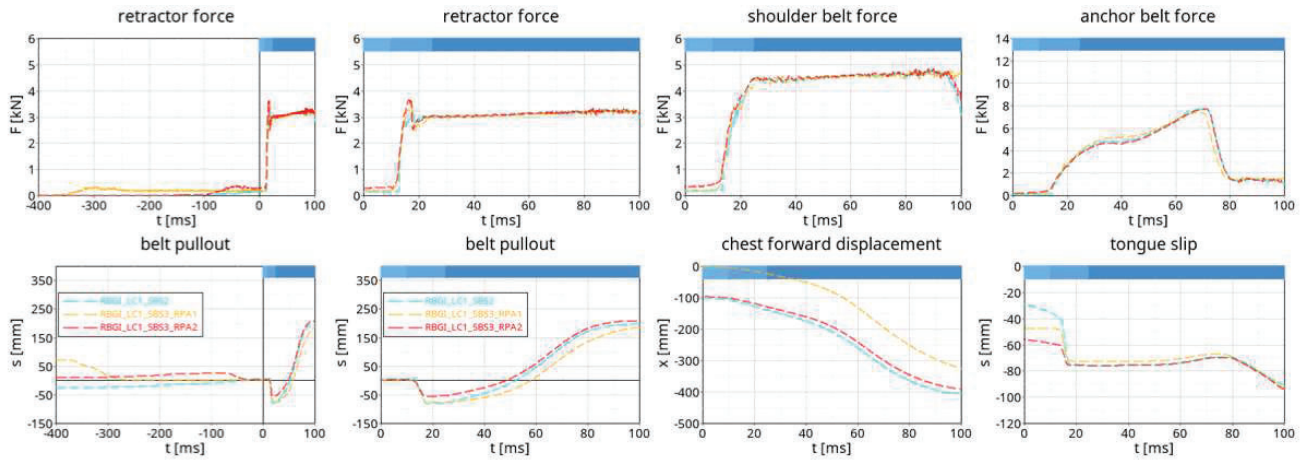 retractor force
retractor force
shoulder belt force
anchor belt force
F [kN]
6
5
4
3
2
1
0
-400 -300 -200 -100 0 100
t [ms]
F [kN]
6
5
4
3
2
1
0
0 20 40 60 80 100
t [ms]
F [kN]
6
5
4
3
2
1
0
0 20 40 60 80 100
t [ms]
F [kN]
14
12
10
8
6
4
2
0
0 20 40 60 80 100
t [ms]
belt pullout
belt pullout
chest forward displacement
tongue slip
s [mm]
350
250
150
50
-50
-150
RBGI_LC1_SBS2
RBGI_LC1_SBS3_RPA1
RBGI_LC1_SBS3_RPA2
-400 -300 -200 -100 0 100
t [ms]
s [mm]
350
250
150
50
-50
-150
RBGI_LC1_SBS2
RBGI_LC1_SBS3_RPA1
RBGI_LC1_SBS3_RPA2
0 20 40 60 80 100
t [ms]
x [mm]
0
-100
-200
-300
-400
-500
0 20 40 60 80 100
t [ms]
s [mm]
0
-20
-40
-60
-80
-100
-120
0 20 40 60 80 100
t [ms]